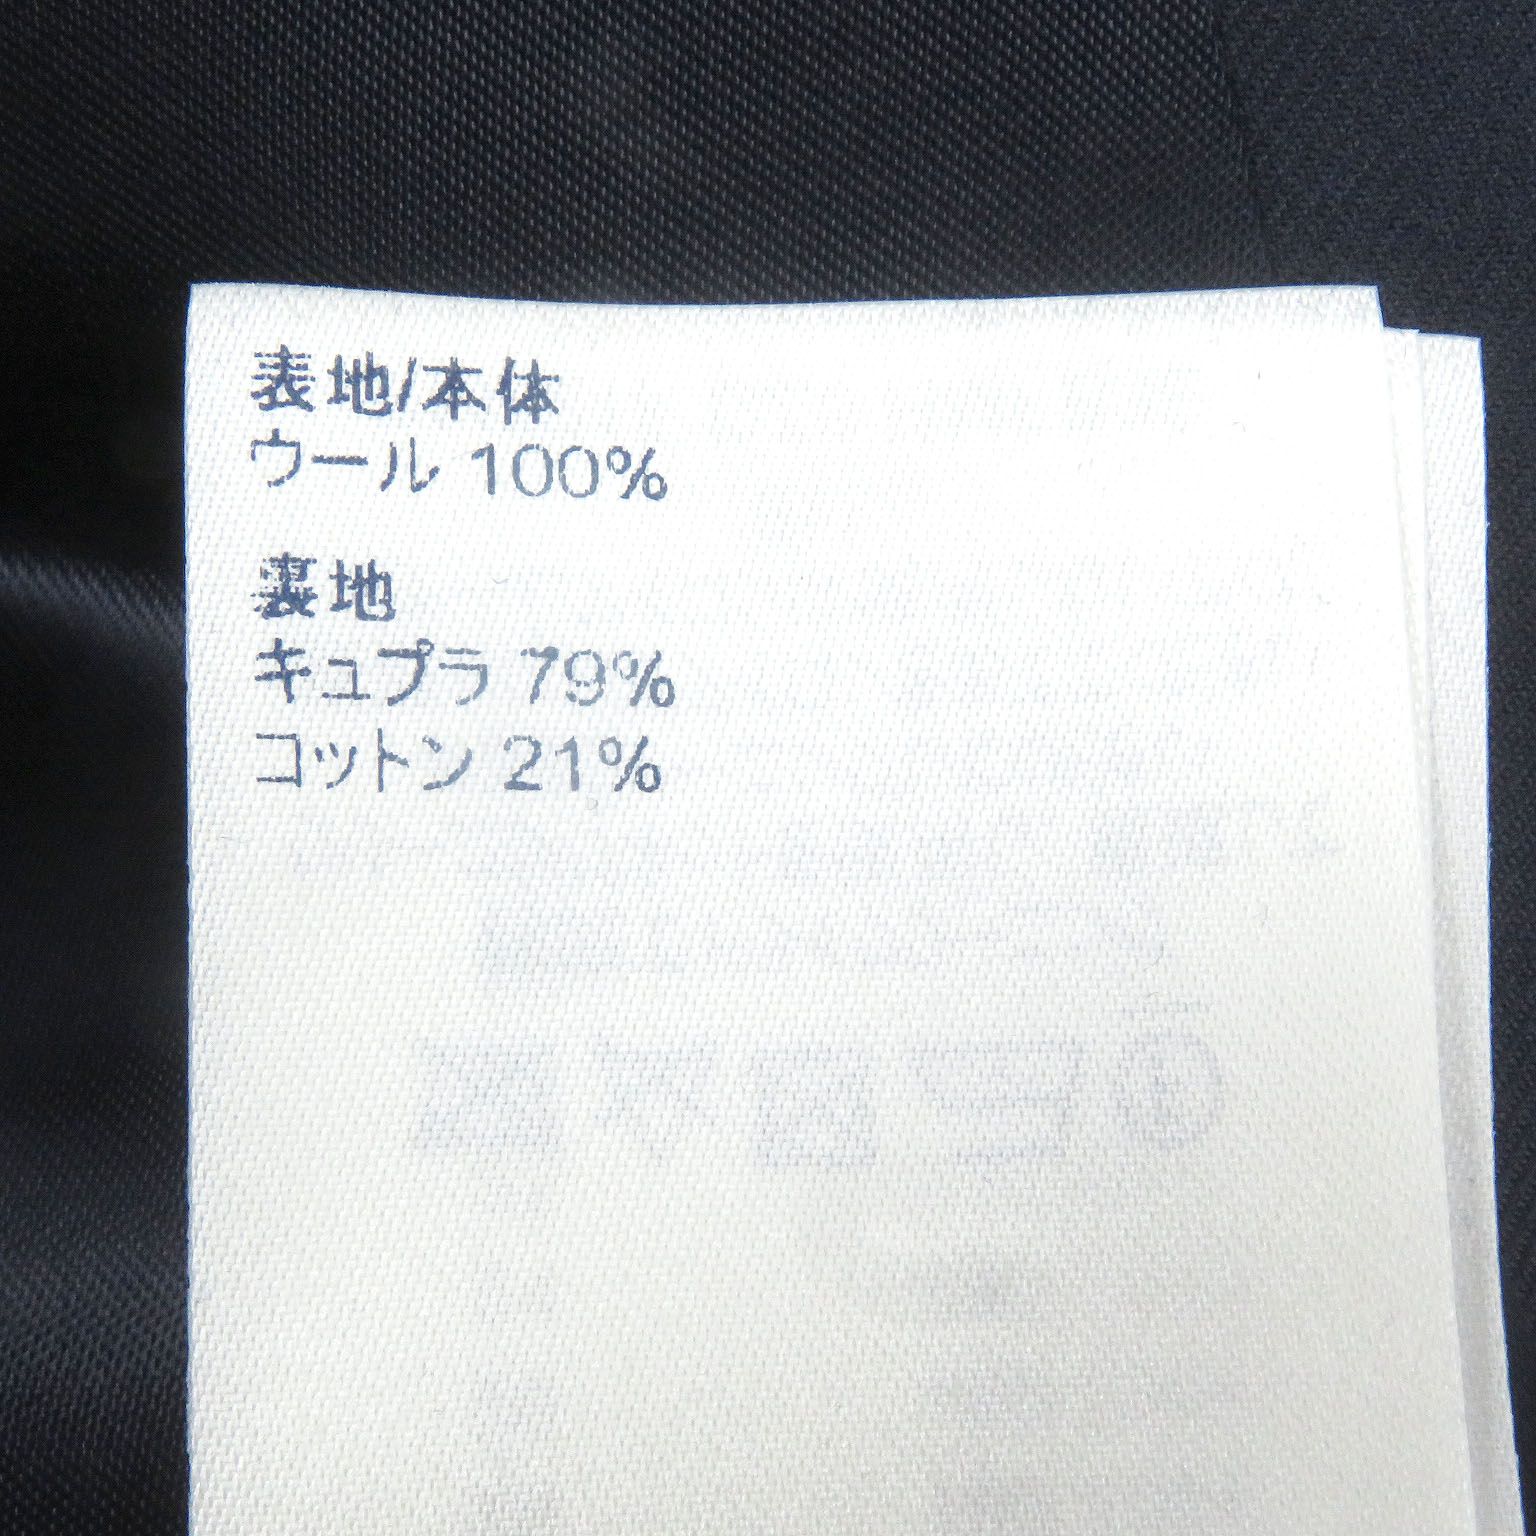 表地/本体
ウール 100%
裏地
キュプラ 79%
コットン 21%